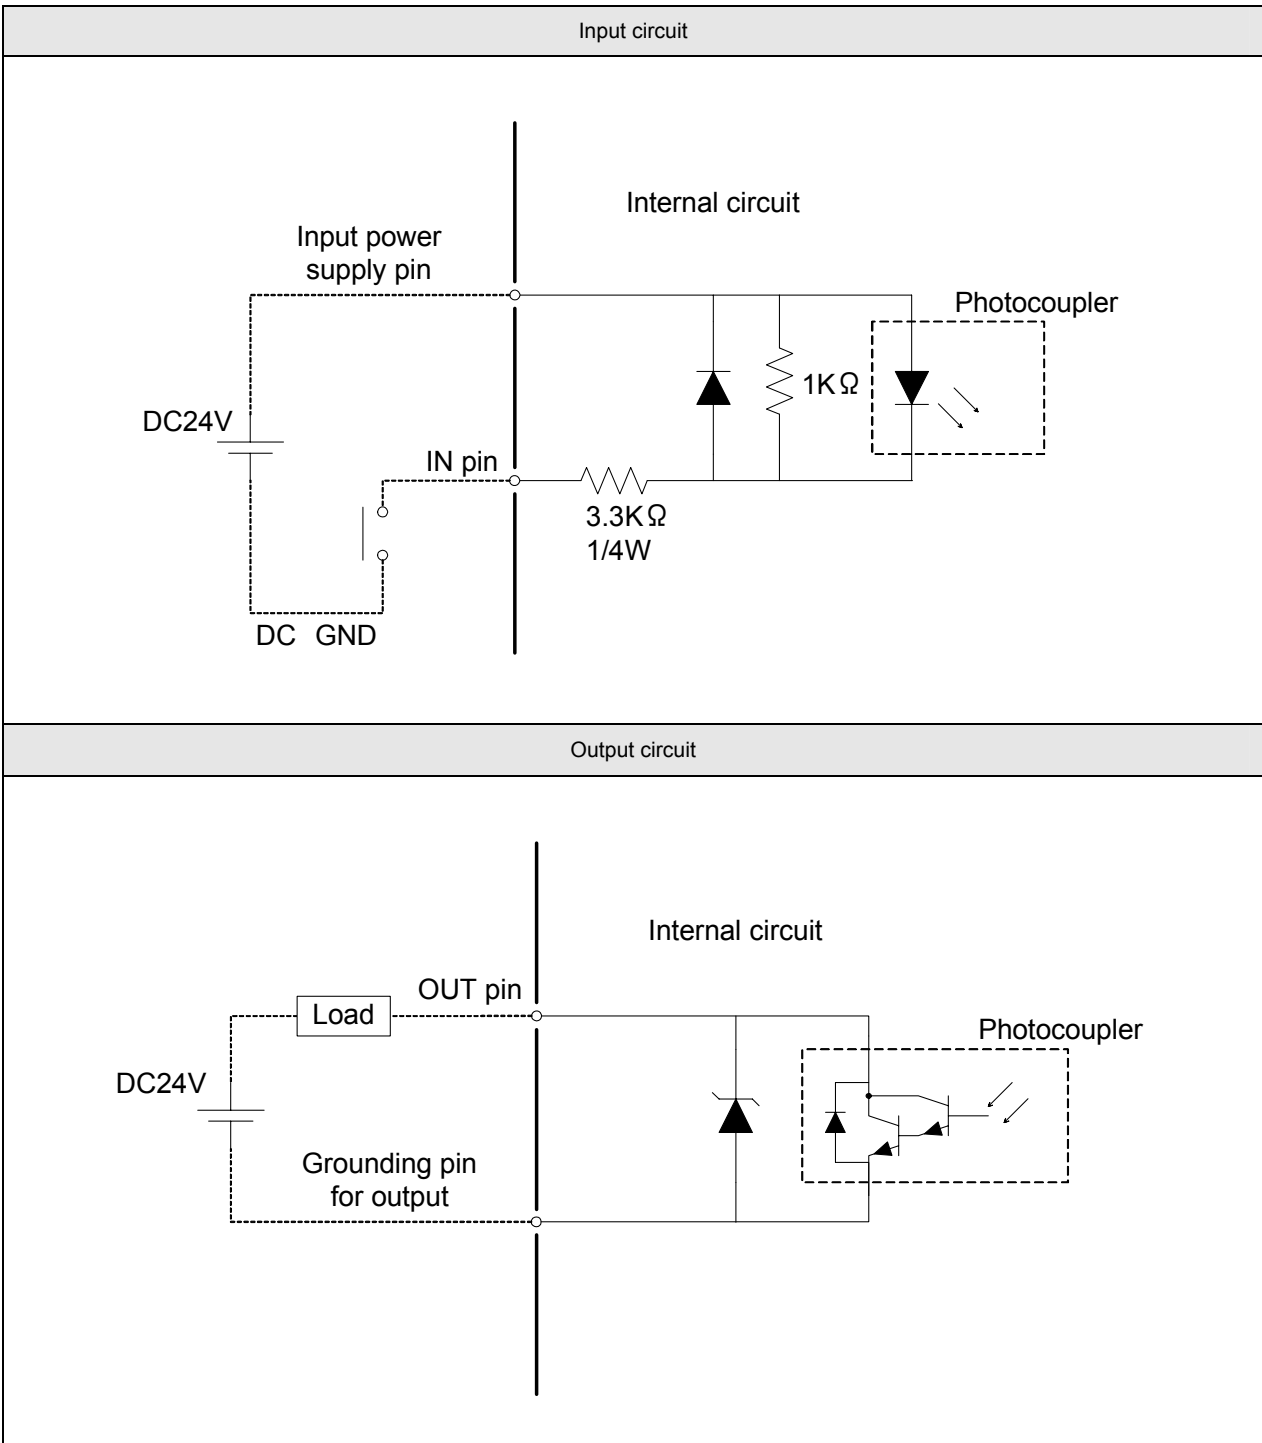 Input circuit
Internal circuit
Input power
supply pin
Photocoupler
1KΩ
DC24V
IN pin
3.3KΩ
1/4W
DC GND
Output circuit
Internal circuit
OUT pin
Load
Photocoupler
DC24V
Grounding pin
for output